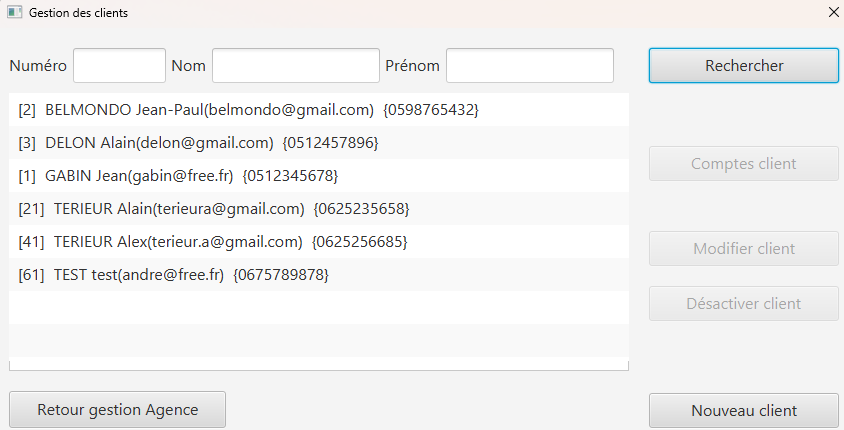 Gestion des clients
Numéro Nom Prénom Rechercher
[2] BELMONDO Jean-Paul(belmondo@gmail.com) {0598765432}
[3] DELON Alain(delon@gmail.com) {0512457896}
Comptes client
[1] GABIN Jean(gabin@free.fr) {0512345678}
[21] TERIEUR Alain(terieura@gmail.com) {0625235658}
[41] TERIEUR Alex(terieur.a@gmail.com) {0625256685}
Modifier client
[61] TEST test(andre@free.fr) {0675789878}
Désactiver client
Retour gestion Agence Nouveau client